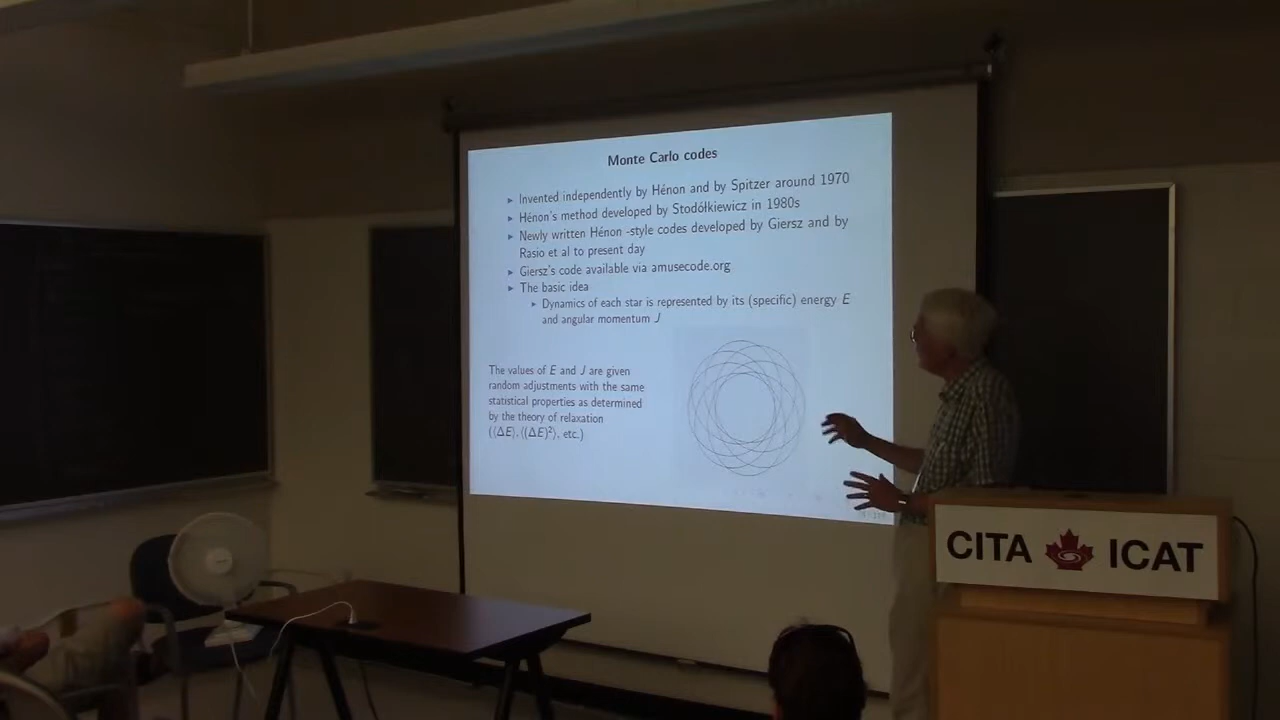 Monte Carlo codes
► Invented independently by Hénon and by Spitzer around 1970
► Hénon's method developed by Stodółkiewicz in 1980s
► Newly written Hénon -style codes developed by Giersz and by
Rasio et al to present day
► Giersz's code available via amusecode.org
► The basic idea
► Dynamics of each star is represented by its (specific) energy E
and angular momentum J
The values of E and J are given
random adjustments with the same
statistical properties as determined
by the theory of relaxation
(⟨ΔE⟩, ⟨(ΔE)²⟩, etc.)
CITA ICAT